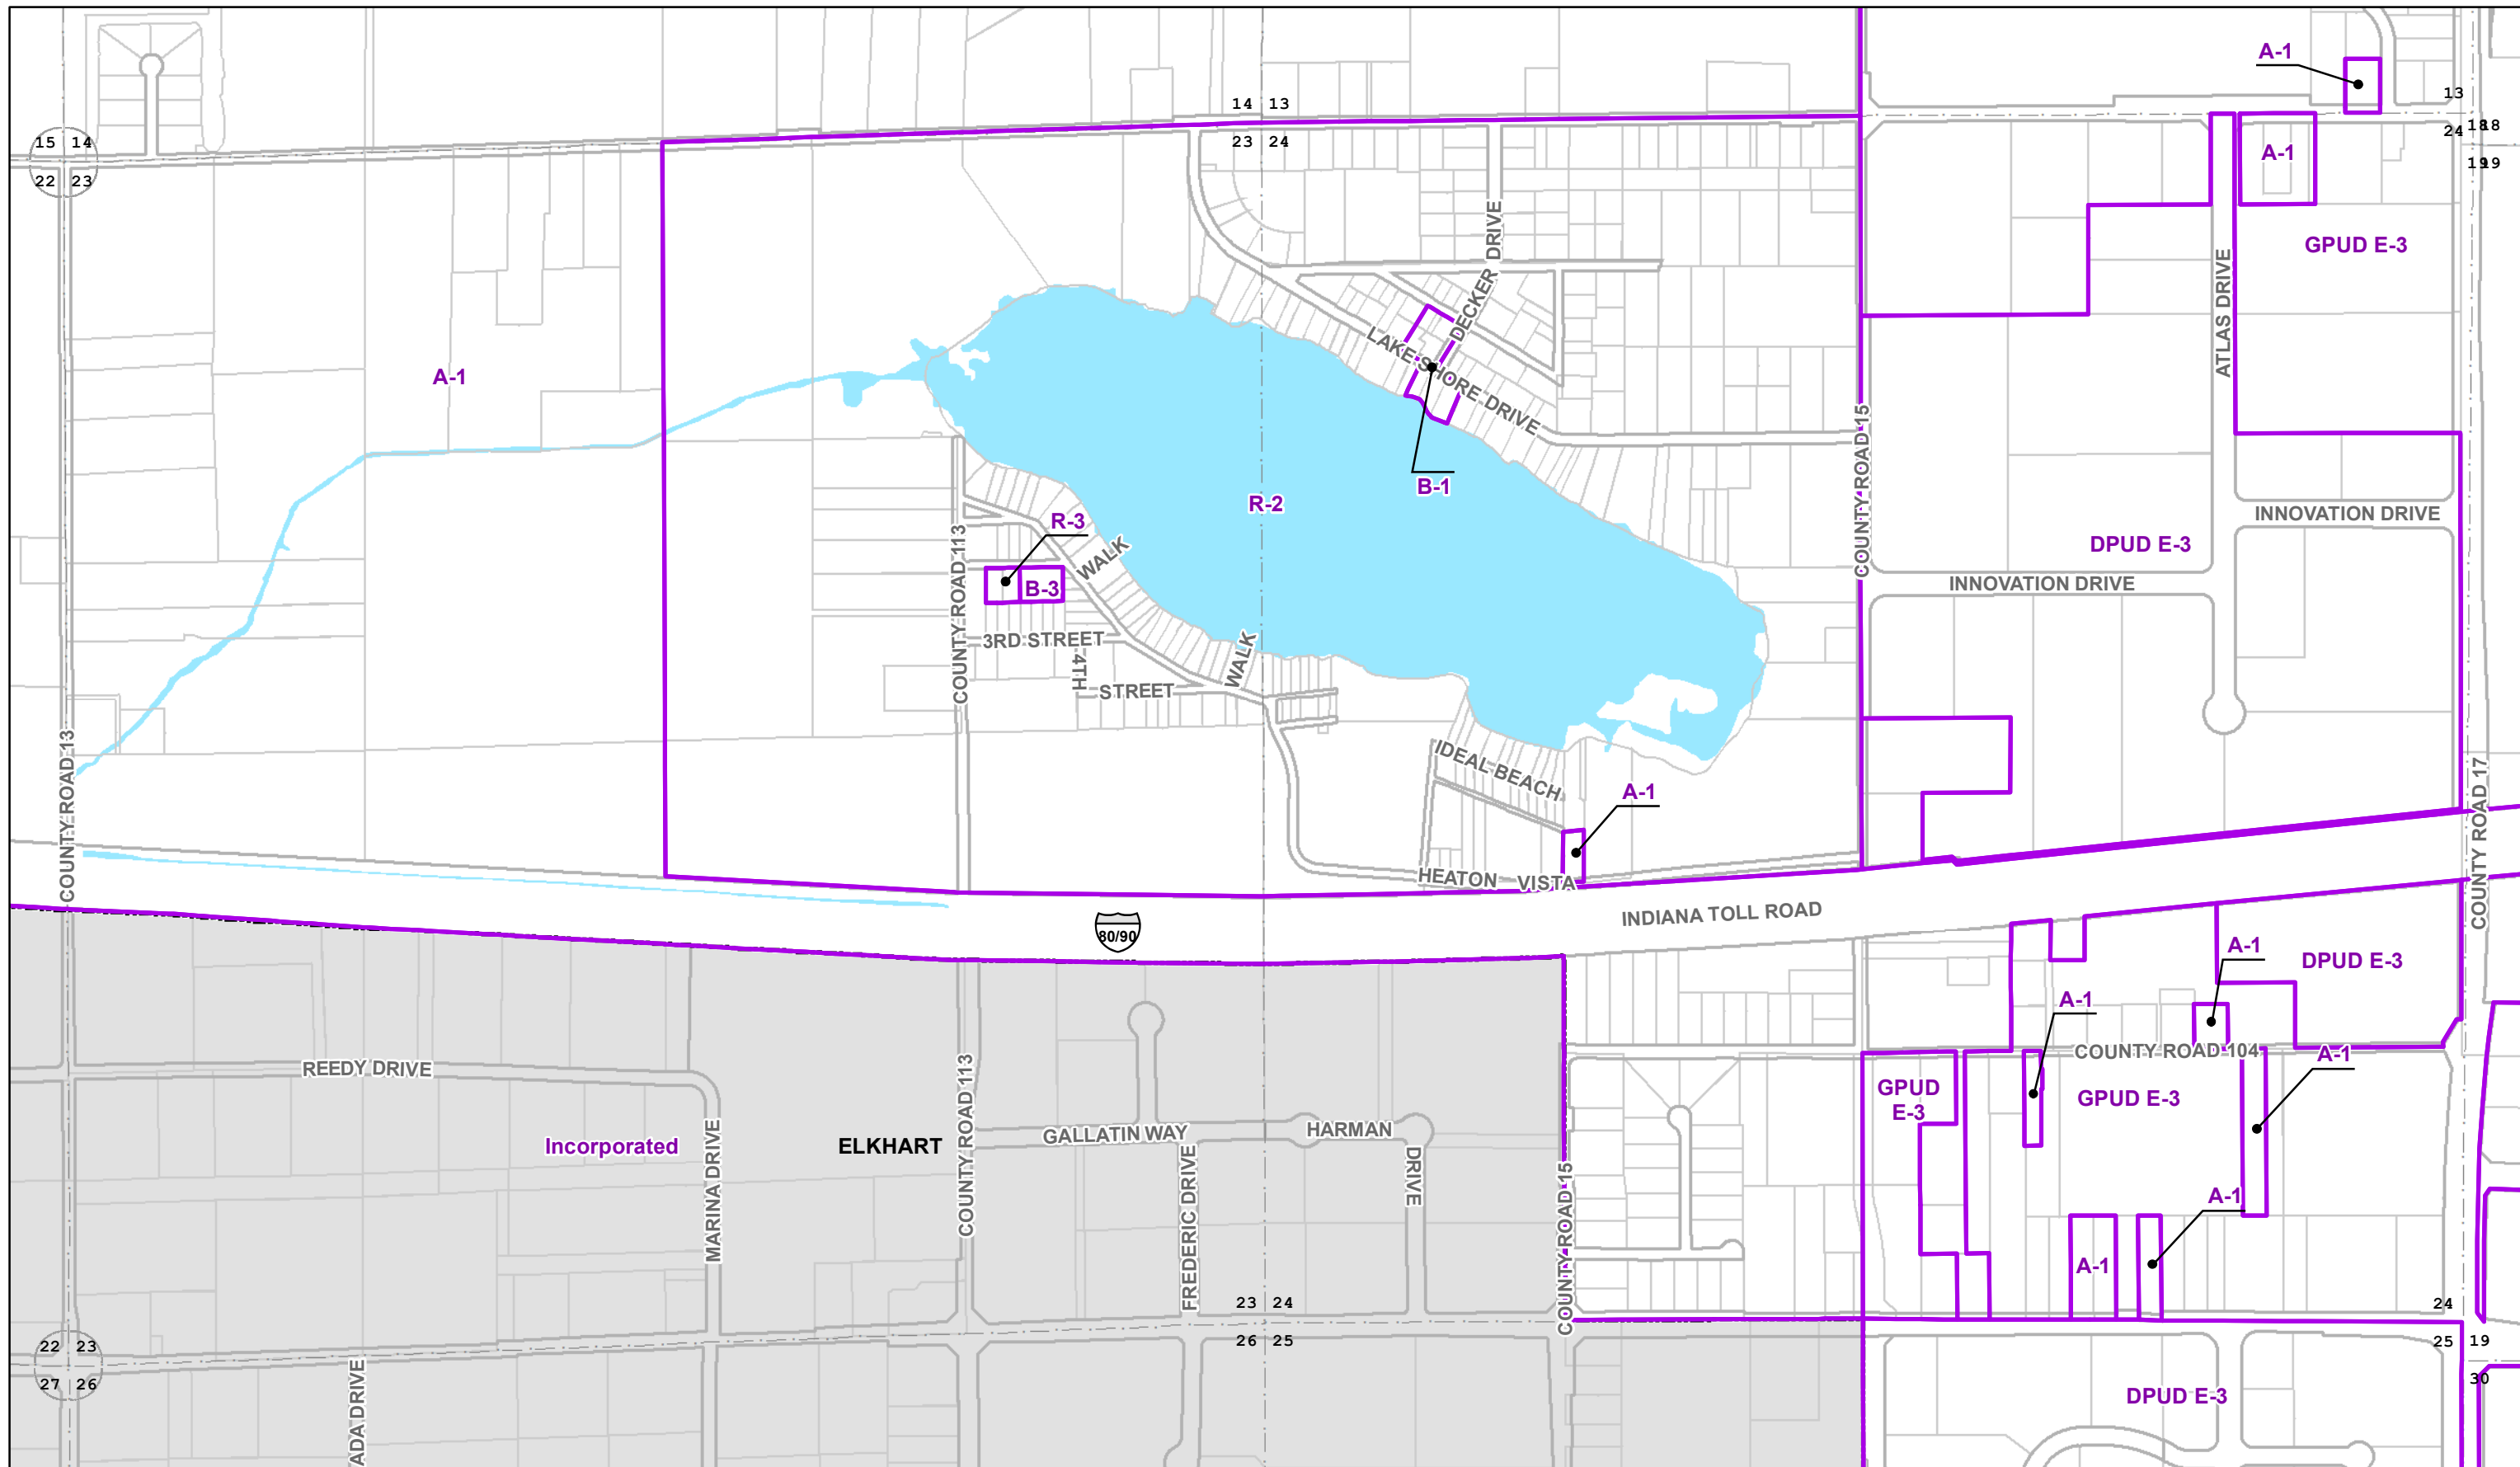 A-1
14 13
13
15 14
23 24
24
18 18
22 23
A-1
19 19
DECKER DRIVE
GPUD E-3
ATLAS DRIVE
LAKE SHORE DRIVE
A-1
COUNTY ROAD 15
B-1
R-2
R-3
INNOVATION DRIVE
COUNTY ROAD 113
WALK
DPUD E-3
B-3
INNOVATION DRIVE
3RD STREET
4TH
STREET
WALK
COUNTY ROAD 13
IDEAL BEACH
A-1
COUNTY ROAD 17
HEATON VISTA
INDIANA TOLL ROAD
80/90
A-1
DPUD E-3
A-1
COUNTY ROAD 104
A-1
REEDY DRIVE
COUNTY ROAD 113
GPUD
E-3
GPUD E-3
GALLATIN WAY
HARMAN
DRIVE
Incorporated
ELKHART
MARINA DRIVE
FREDERIC DRIVE
COUNTY ROAD 15
A-1
A-1
23 24
24
22 23
26 25
25 19
27 26
30
ADA DRIVE
DPUD E-3